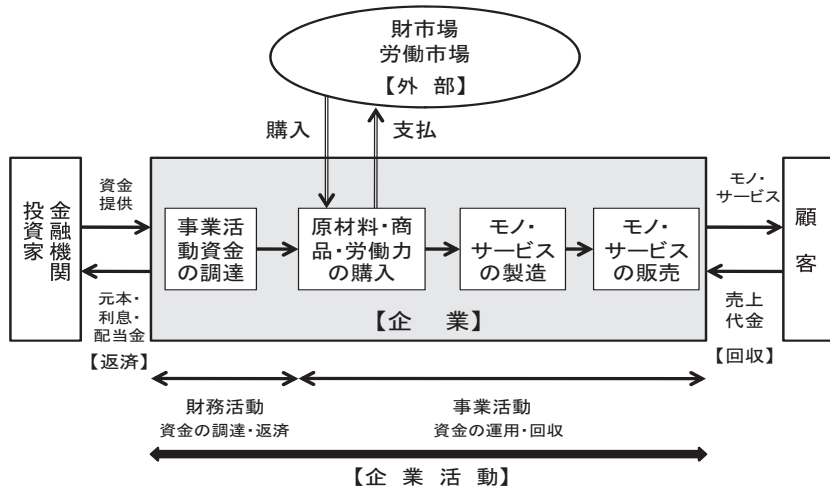 財市場
労働市場
【外 部】
購入
支払
金融機関
投資家
資金
提供
元本・
利息・
配当金
【返済】
事業活
動資金
の調達
原材料・商
品・労働力
の購入
モノ・
サービス
の製造
モノ・
サービス
の販売
【企 業】
モノ・
サービス
売上
代金
【回収】
顧 客
財務活動
資金の調達・返済
事業活動
資金の運用・回収
【企 業 活 動】